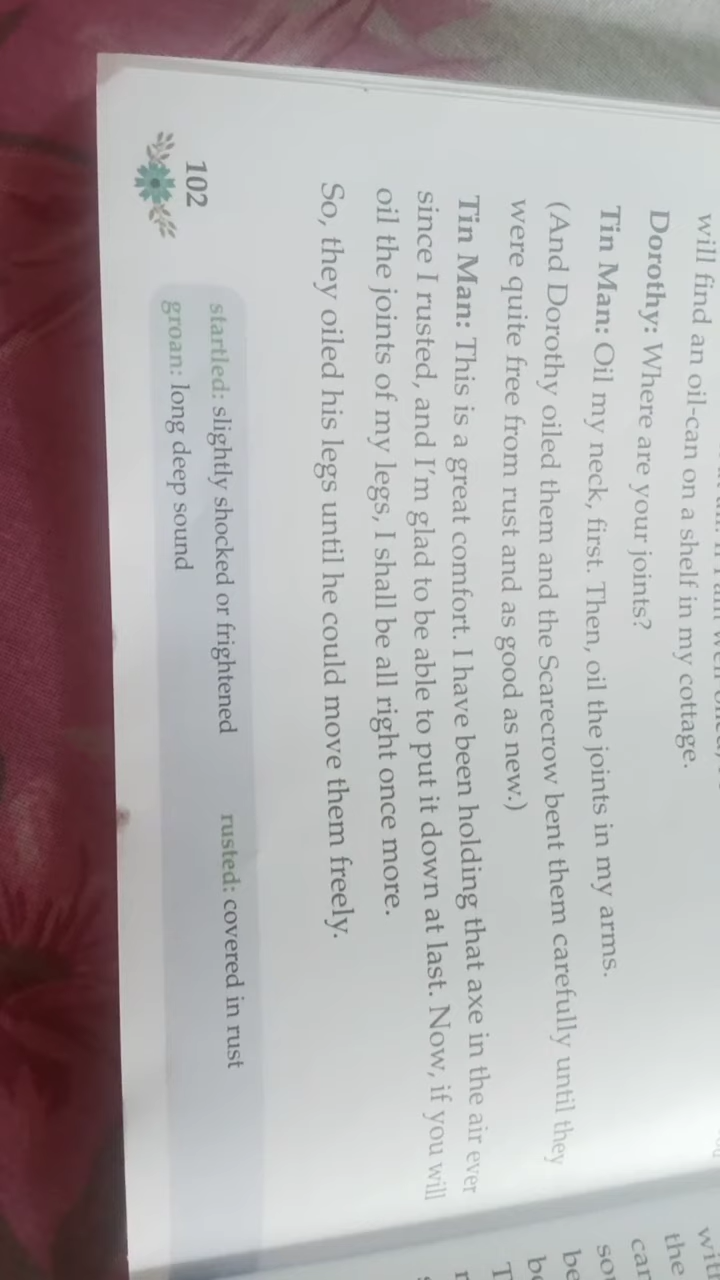 will find an oil-can on a shelf in my cottage.
Dorothy: Where are your joints?
Tin Man: Oil my neck, first. Then, oil the joints in my arms.
(And Dorothy oiled them and the Scarecrow bent them carefully until they
were quite free from rust and as good as new.)
Tin Man: This is a great comfort. I have been holding that axe in the air ever
since I rusted, and I'm glad to be able to put it down at last. Now, if you will
oil the joints of my legs, I shall be all right once more.
So, they oiled his legs until he could move them freely.
startled: slightly shocked or frightened rusted: covered in rust
groan: long deep sound
102
the